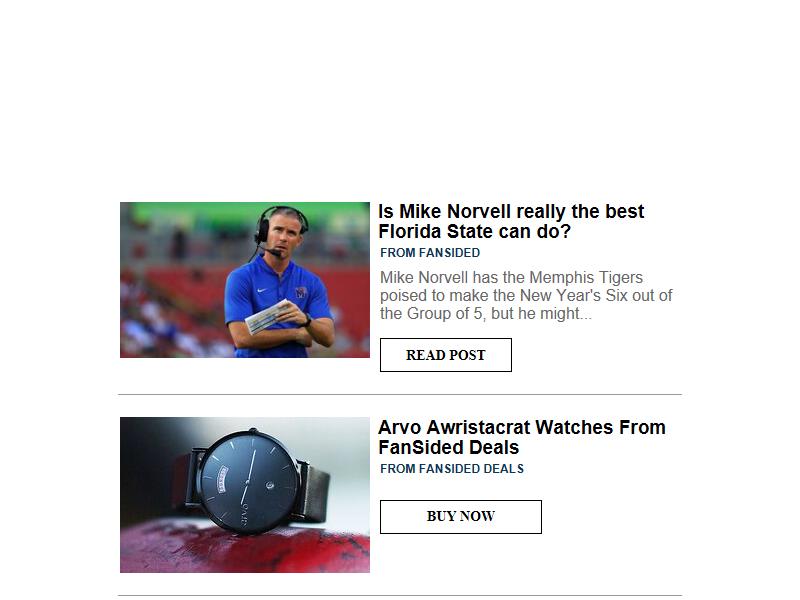 Is Mike Norvell really the best
Florida State can do?
FROM FANSIDED
Mike Norvell has the Memphis Tigers
poised to make the New Year's Six out of
the Group of 5, but he might...
READ POST
Arvo Awristacrat Watches From
FanSided Deals
FROM FANSIDED DEALS
BUY NOW